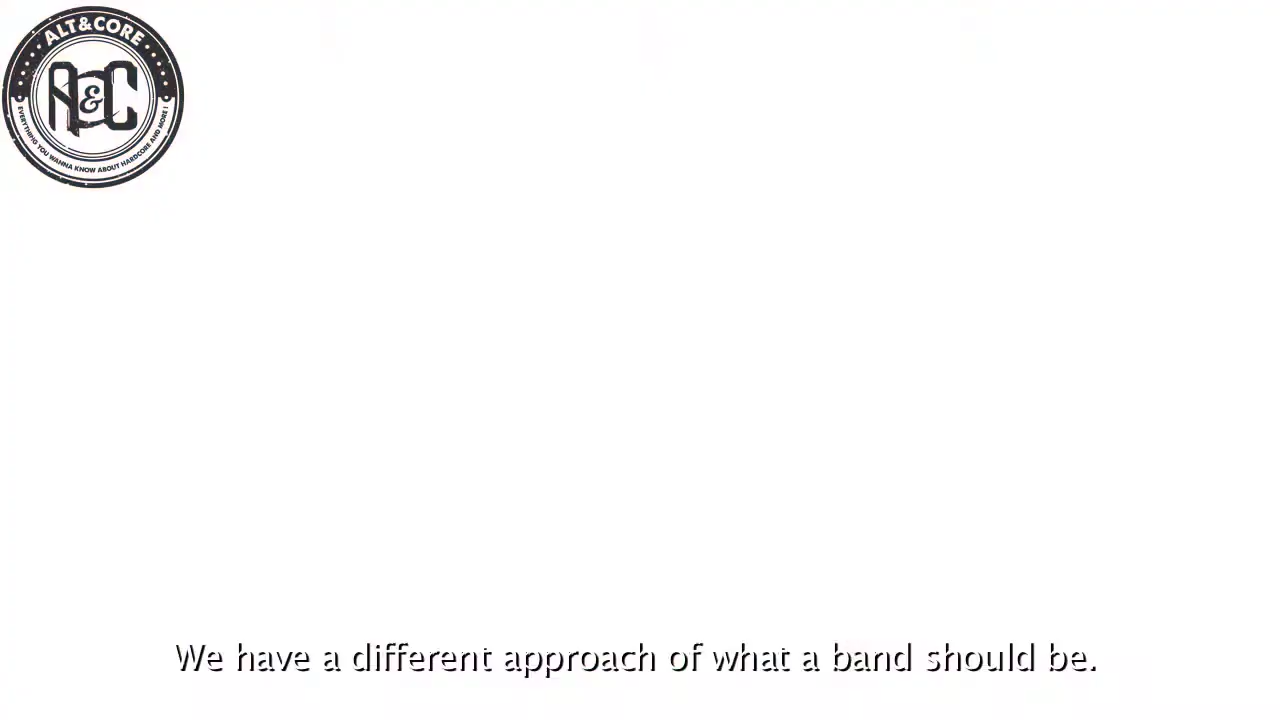 ALT&CORE
A&C
EVERYTHING YOU WANNA KNOW ABOUT HARDCORE AND MORE !
We have a different approach of what a band should be.